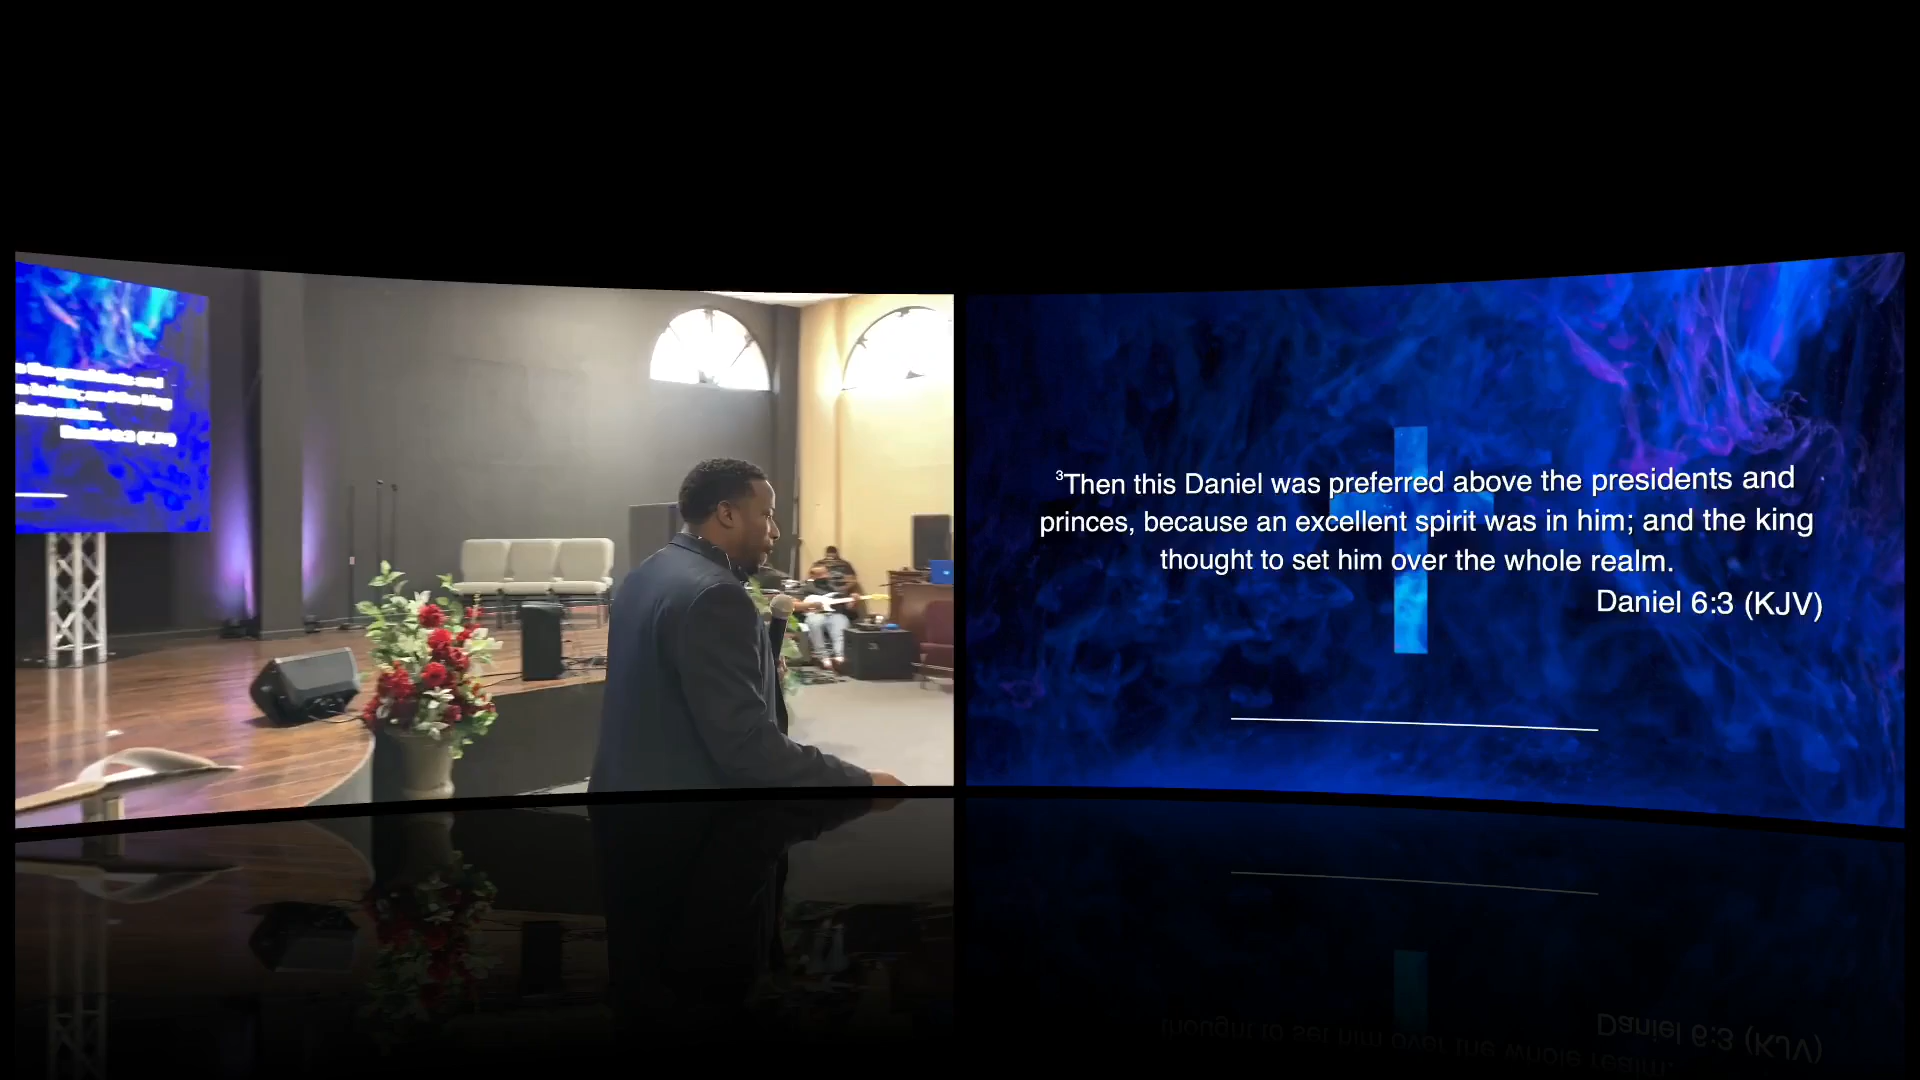 ³Then this Daniel was preferred above the presidents and
princes, because an excellent spirit was in him; and the king
thought to set him over the whole realm.
Daniel 6:3 (KJV)